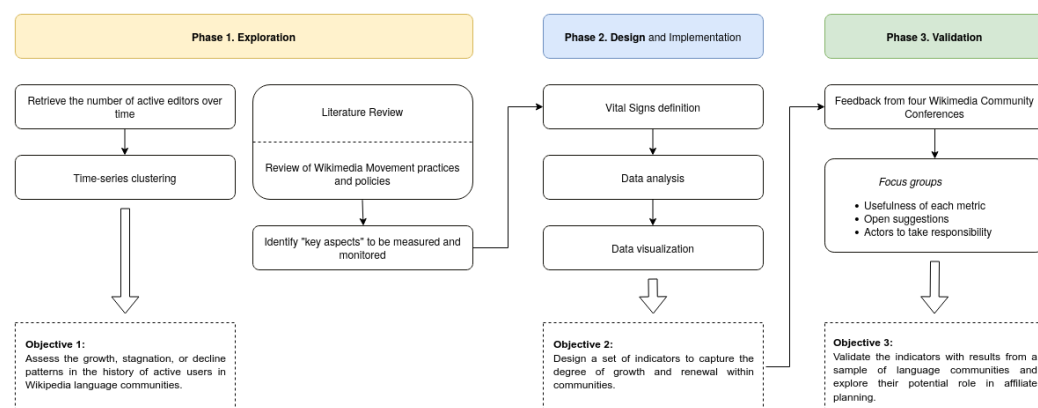 Phase 1. Exploration
Phase 2. Design and Implementation
Phase 3. Validation
Retrieve the number of active editors over
time
Time-series clustering
Literature Review
Review of Wikimedia Movement practices
and policies
Identify "key aspects" to be measured and
monitored
Vital Signs definition
Data analysis
Data visualization
Feedback from four Wikimedia Community
Conferences
Focus groups
• Usefulness of each metric
• Open suggestions
• Actors to take responsibility
Objective 1:
Assess the growth, stagnation, or decline
patterns in the history of active users in
Wikipedia language communities.
Objective 2:
Design a set of indicators to capture the
degree of growth and renewal within
communities.
Objective 3:
Validate the indicators with results from a
sample of language communities and
explore their potential role in affiliate
planning.